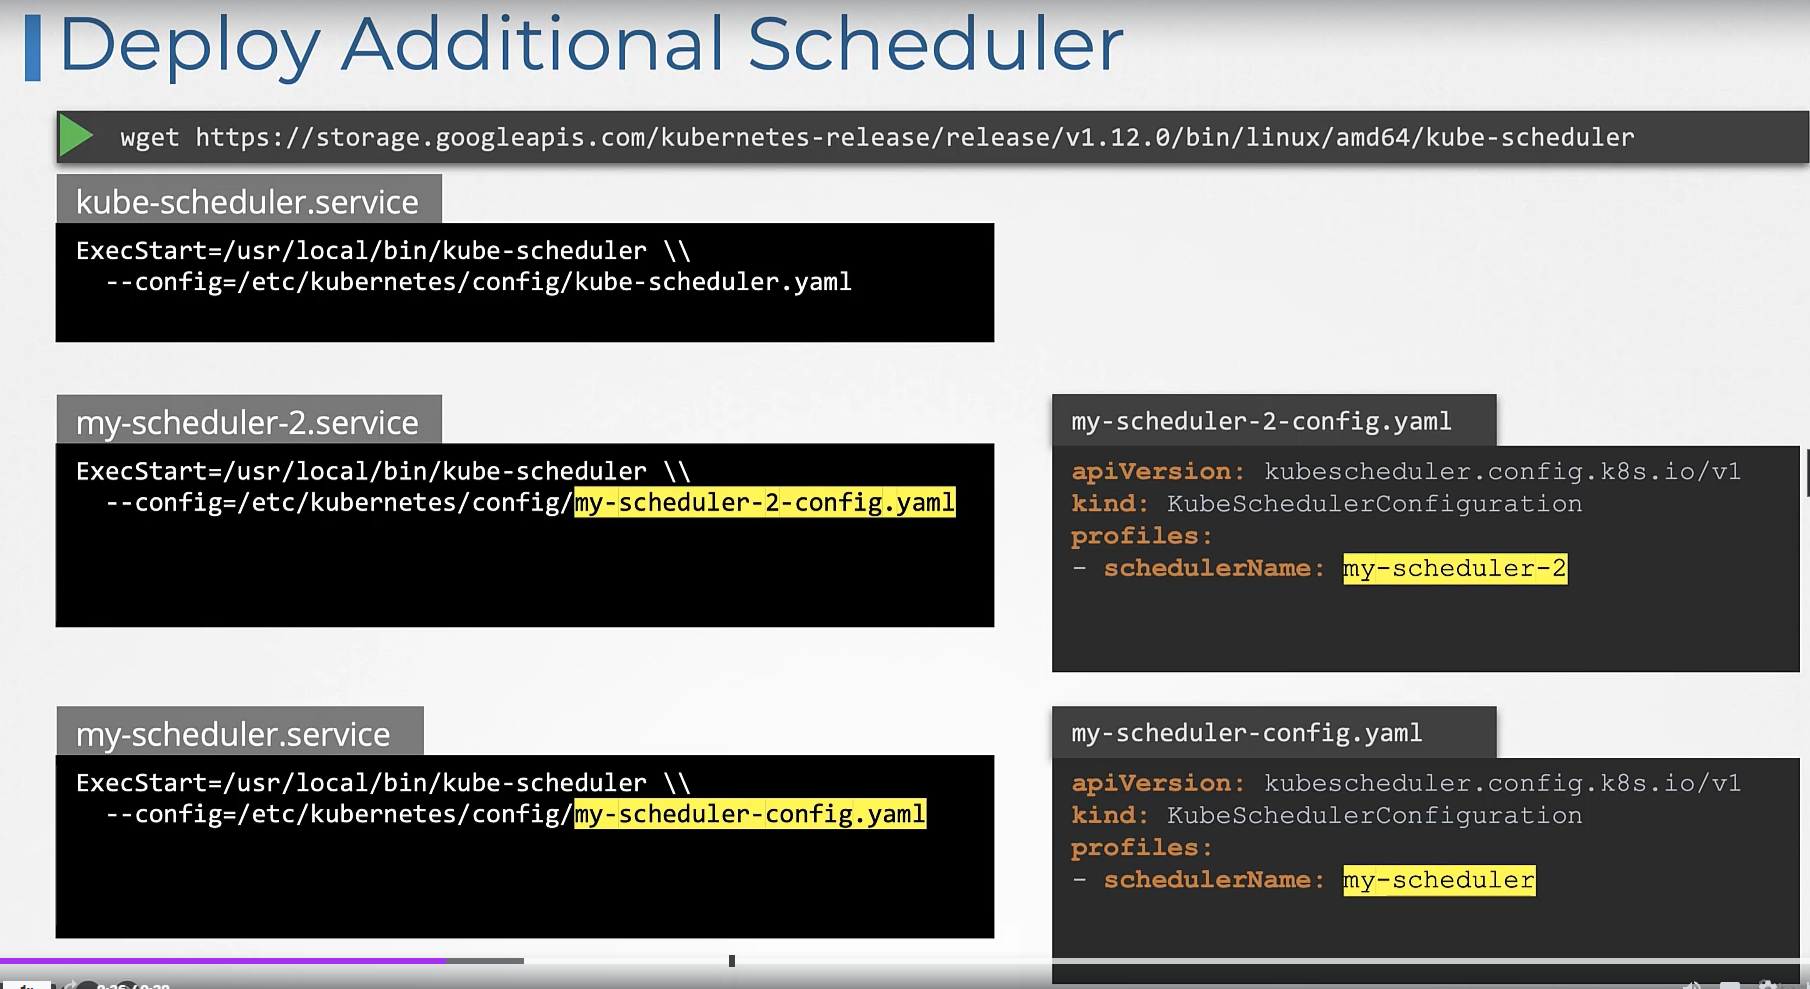 Deploy Additional Scheduler
wget https://storage.googleapis.com/kubernetes-release/release/v1.12.0/bin/linux/amd64/kube-scheduler
kube-scheduler.service
ExecStart=/usr/local/bin/kube-scheduler \\
--config=/etc/kubernetes/config/kube-scheduler.yaml
my-scheduler-2.service
ExecStart=/usr/local/bin/kube-scheduler \\
--config=/etc/kubernetes/config/my-scheduler-2-config.yaml
my-scheduler-2-config.yaml
apiVersion: kubescheduler.config.k8s.io/v1
kind: KubeSchedulerConfiguration
profiles:
- schedulerName: my-scheduler-2
my-scheduler.service
ExecStart=/usr/local/bin/kube-scheduler \\
--config=/etc/kubernetes/config/my-scheduler-config.yaml
my-scheduler-config.yaml
apiVersion: kubescheduler.config.k8s.io/v1
kind: KubeSchedulerConfiguration
profiles:
- schedulerName: my-scheduler